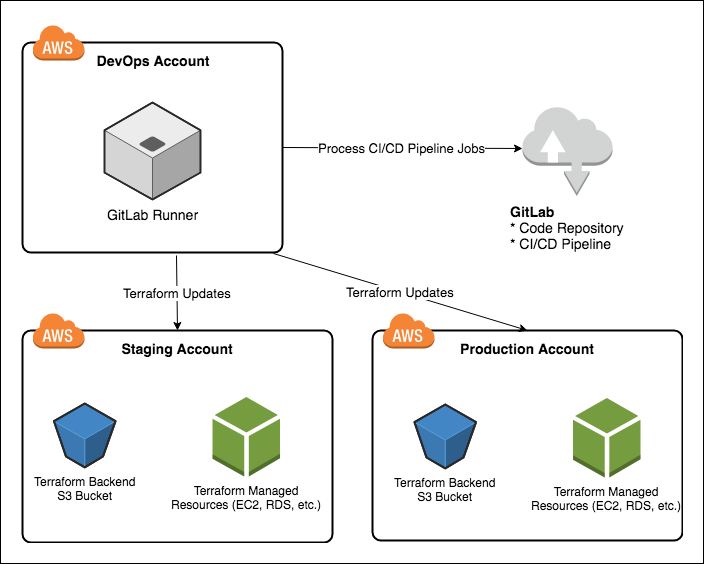 AWS
DevOps Account
GitLab Runner
Process CI/CD Pipeline Jobs
GitLab
* Code Repository
* CI/CD Pipeline
Terraform Updates
Terraform Updates
AWS
Staging Account
Terraform Backend
S3 Bucket
Terraform Managed
Resources (EC2, RDS, etc.)
AWS
Production Account
Terraform Backend
S3 Bucket
Terraform Managed
Resources (EC2, RDS, etc.)